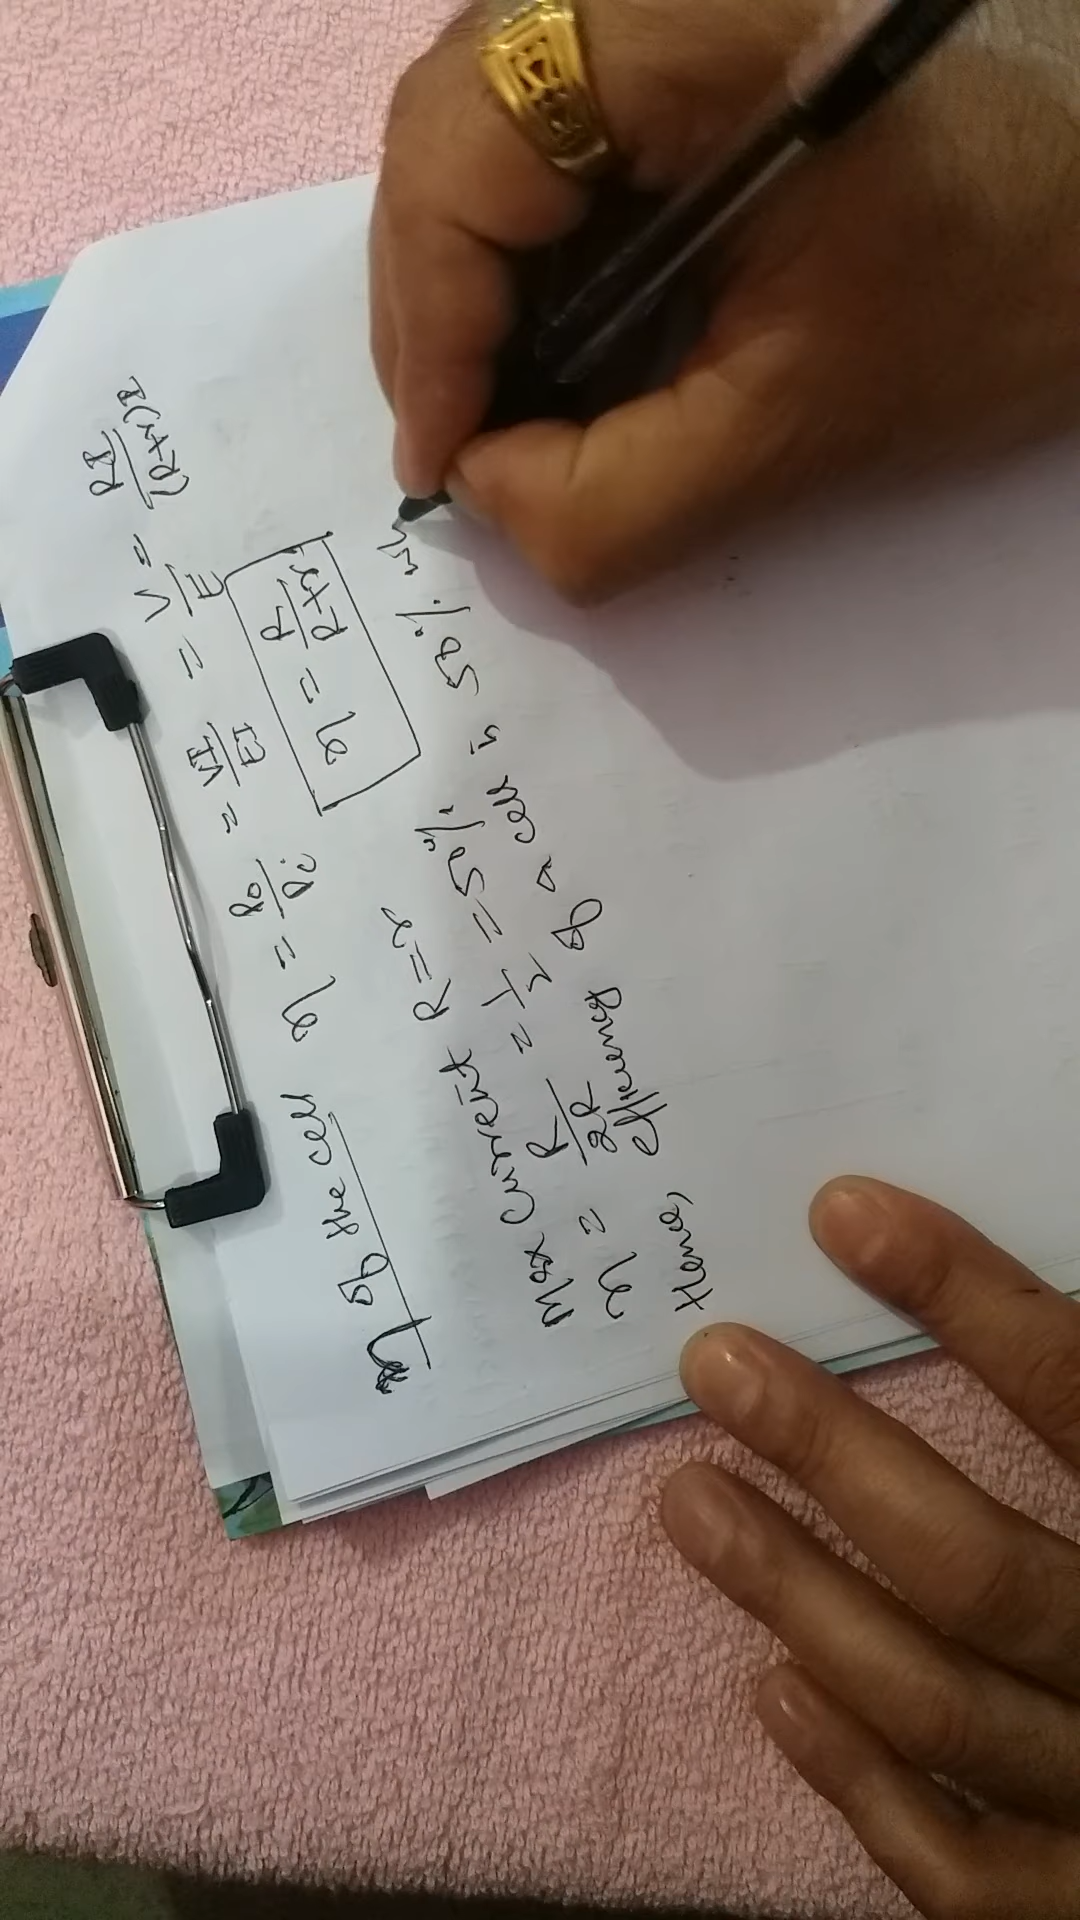 η of the cell η = Po/Pi = VI/EI = V/E = RI/(R+r)I
η = R/R+r
Max current R = r
η = R/2R = 1/2 = 50%
Hence, efficiency of a cell is 50% wh